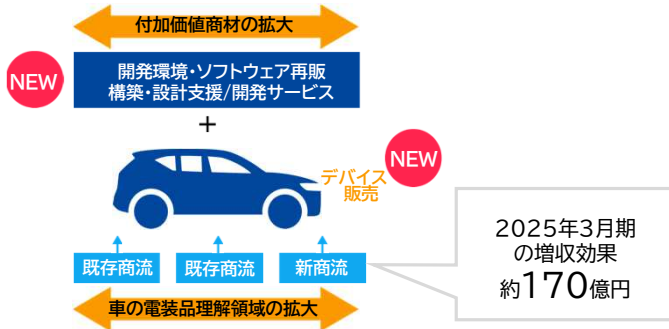 付加価値商材の拡大
NEW
開発環境・ソフトウェア再販
構築・設計支援/開発サービス
+
NEW
デバイス
販売
既存商流
既存商流
新商流
2025年3月期
の増収効果
約170億円
車の電装品理解領域の拡大